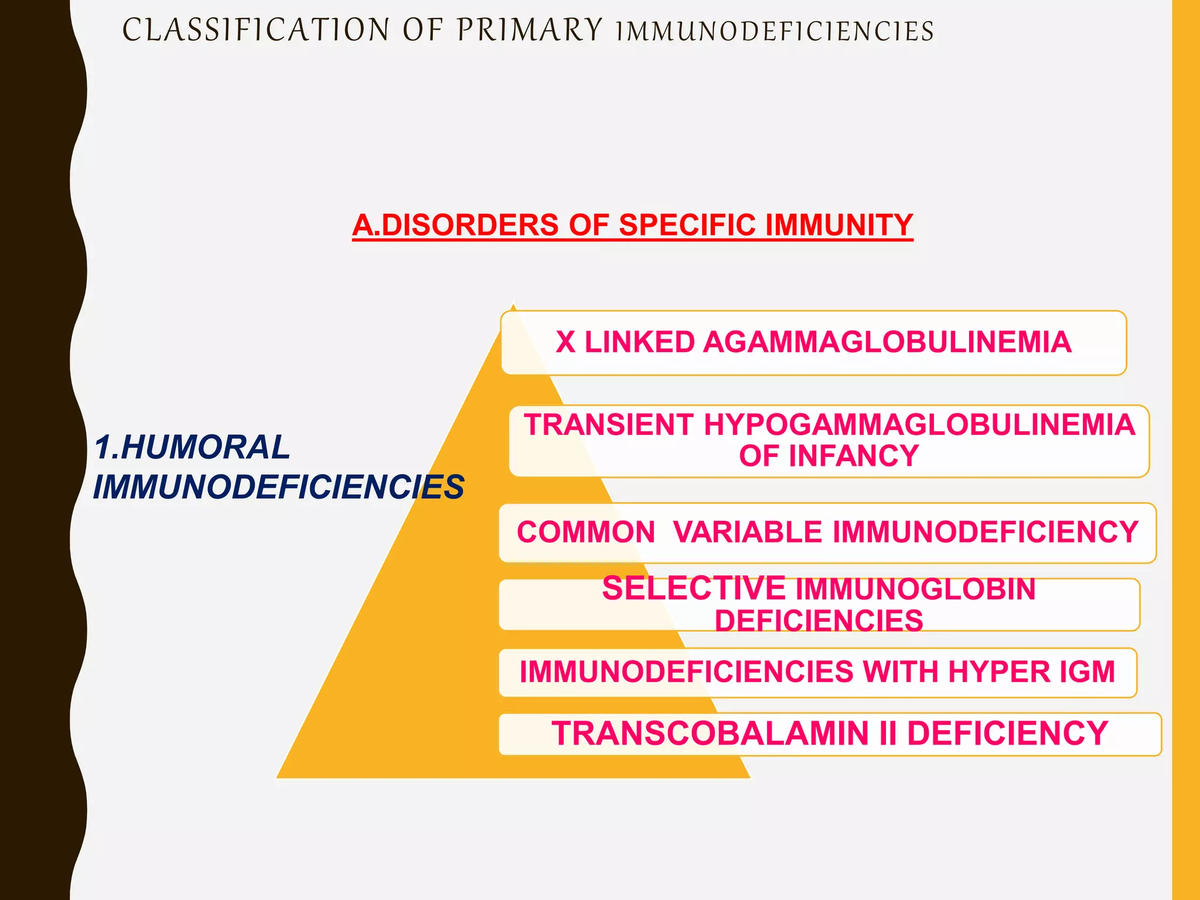 CLASSIFICATION OF PRIMARY IMMUNODEFICIENCIES
A.DISORDERS OF SPECIFIC IMMUNITY
1.HUMORAL
IMMUNODEFICIENCIES
X LINKED AGAMMAGLOBULINEMIA
TRANSIENT HYPOGAMMAGLOBULINEMIA
OF INFANCY
COMMON VARIABLE IMMUNODEFICIENCY
SELECTIVE IMMUNOGLOBIN
DEFICIENCIES
IMMUNODEFICIENCIES WITH HYPER IGM
TRANSCOBALAMIN II DEFICIENCY